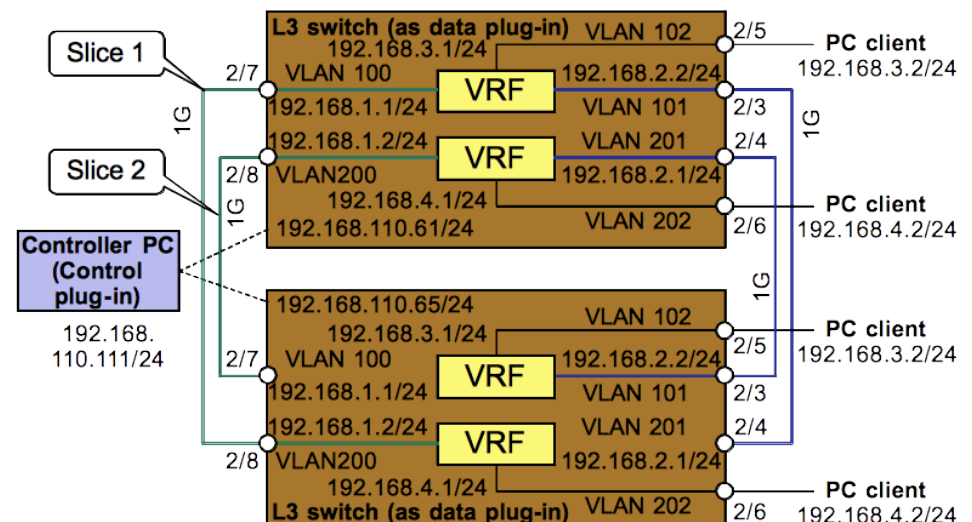 L3 switch (as data plug-in)
VLAN 102
2/5
192.168.3.1/24
PC client
192.168.3.2/24
Slice 1
2/7
VLAN 100
VRF
192.168.2.2/24
192.168.1.1/24
VLAN 101
2/3
1G
1G
192.168.1.2/24
VLAN 201
2/4
VRF
Slice 2
2/8
VLAN200
192.168.2.1/24
192.168.4.1/24
PC client
1G
VLAN 202
2/6
192.168.4.2/24
192.168.110.61/24
Controller PC
(Control
plug-in)
192.168.
110.111/24
1G
192.168.110.65/24
VLAN 102
192.168.3.1/24
PC client
2/5
192.168.3.2/24
2/7
VLAN 100
VRF
192.168.2.2/24
192.168.1.1/24
VLAN 101
2/3
192.168.1.2/24
VLAN 201
2/4
VRF
2/8
VLAN200
192.168.2.1/24
192.168.4.1/24
PC client
L3 switch (as data plug-in)
VLAN 202
2/6
192.168.4.2/24